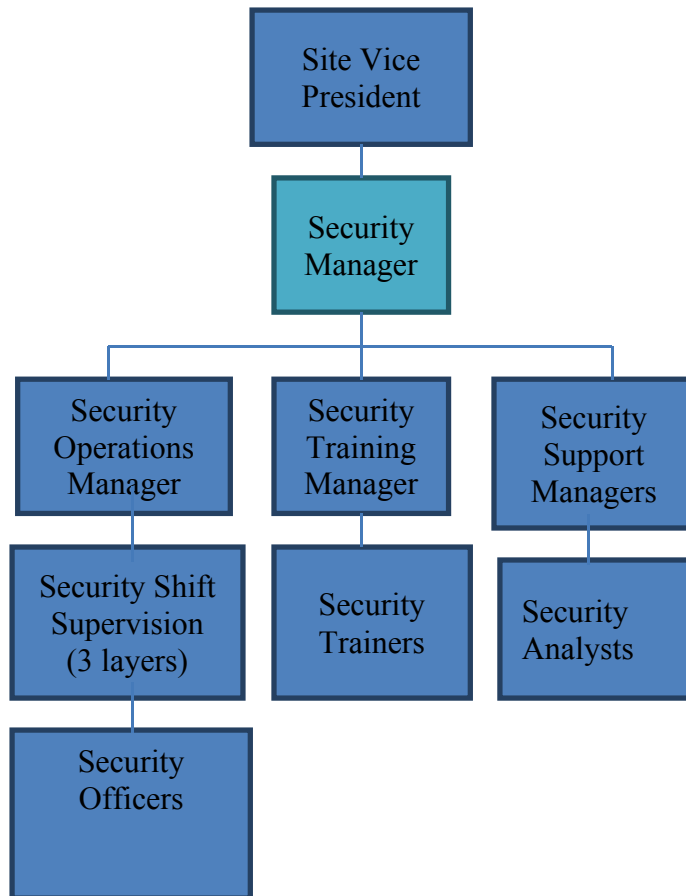 Site Vice
President
Security
Manager
Security
Operations
Manager
Security
Training
Manager
Security
Support
Managers
Security Shift
Supervision
(3 layers)
Security
Trainers
Security
Analysts
Security
Officers